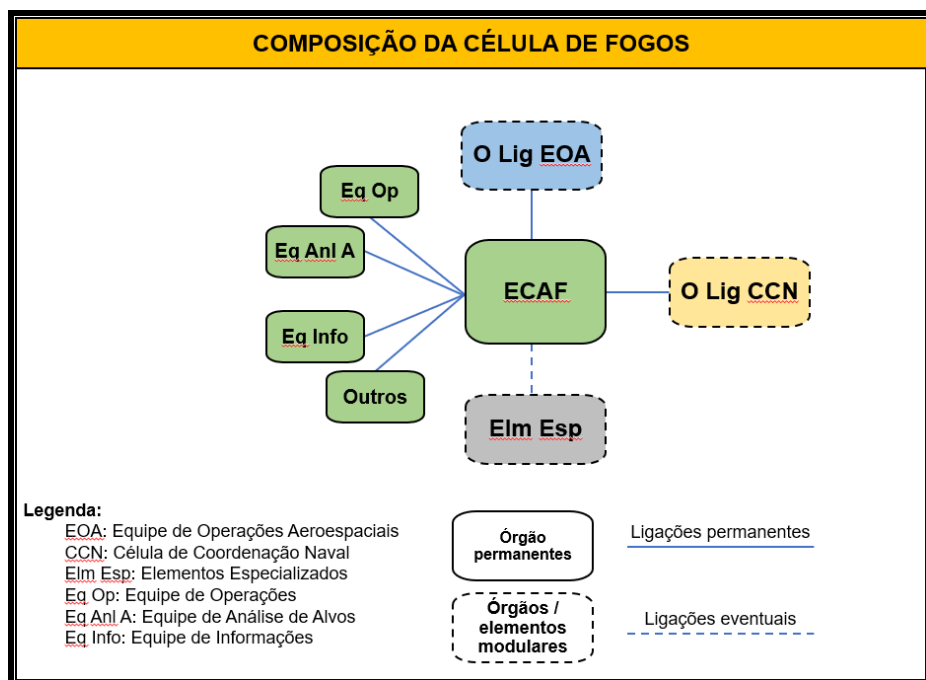 COMPOSIÇÃO DA CÉLULA DE FOGOS
O Lig EOA
Eq Op
Eq Anl A
ECAF
O Lig CCN
Eq Info
Outros
Elm Esp
Legenda:
EOA: Equipe de Operações Aeroespaciais
CCN: Célula de Coordenação Naval
Elm Esp: Elementos Especializados
Eq Op: Equipe de Operações
Eq Anl A: Equipe de Análise de Alvos
Eq Info: Equipe de Informações
Órgão
permanentes
Ligações permanentes
Órgãos /
elementos
modulares
Ligações eventuais